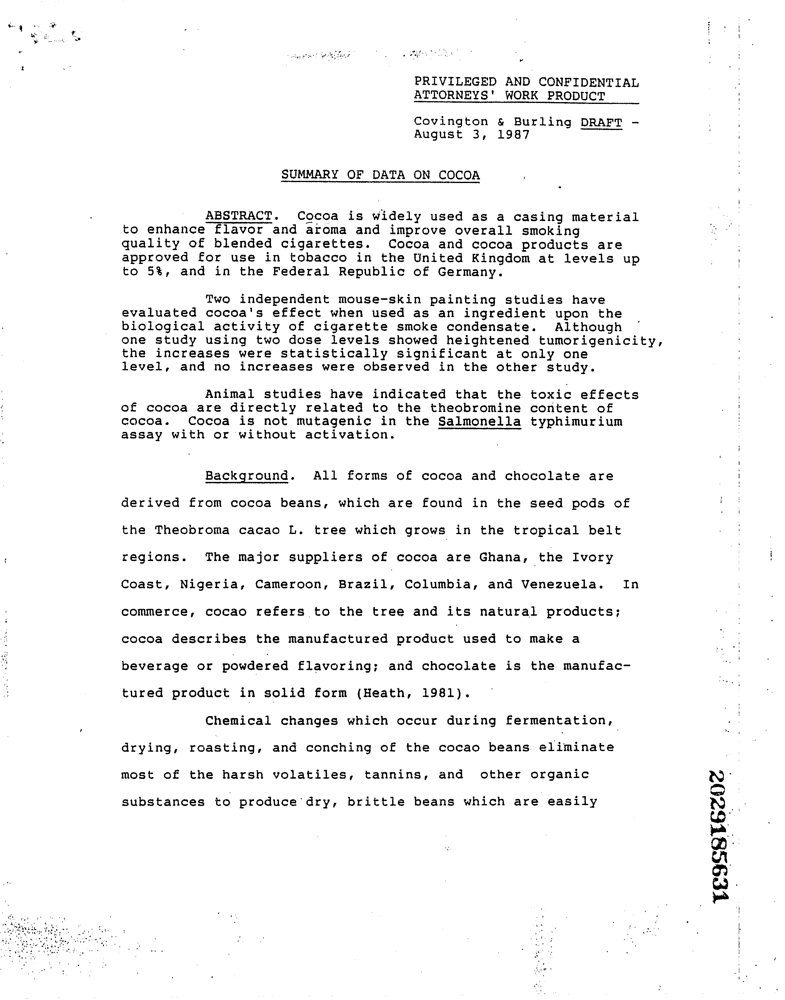 PRIVILEGED AND CONFIDENTIAL
ATTORNEYS' WORK PRODUCT
Covington & Burling DRAFT -
August 3, 1987
SUMMARY OF DATA ON COCOA
ABSTRACT. Cocoa is widely used as a casing material
to enhance flavor and aroma and improve overall smoking
quality of blended cigarettes. Cocoa and cocoa products are
approved for use in tobacco in the United Kingdom at levels up
to 5%, and in the Federal Republic of Germany.
Two independent mouse-skin painting studies have
evaluated cocoa's effect when used as an ingredient upon the
biological activity of cigarette smoke condensate. Although
one study using two dose levels showed heightened tumorigenicity,
the increases were statistically significant at only one
level, and no increases were observed in the other study.
Animal studies have indicated that the toxic effects
of cocoa are directly related to the theobromine content of
cocoa. Cocoa is not mutagenic in the Salmonella typhimurium
assay with or without activation.
Background. All forms of cocoa and chocolate are
derived from cocoa beans, which are found in the seed pods of
the Theobroma cacao L. tree which grows in the tropical belt
regions. The major suppliers of cocoa are Ghana, the Ivory
Coast, Nigeria, Cameroon, Brazil, Columbia, and Venezuela. In
commerce, cocao refers to the tree and its natural products;
cocoa describes the manufactured product used to make a
beverage or powdered flavoring; and chocolate is the manufac-
tured product in solid form (Heath, 1981).
Chemical changes which occur during fermentation,
drying, roasting, and conching of the cocao beans eliminate
most of the harsh volatiles, tannins, and other organic
substances to produce dry, brittle beans which are easily
2029185631